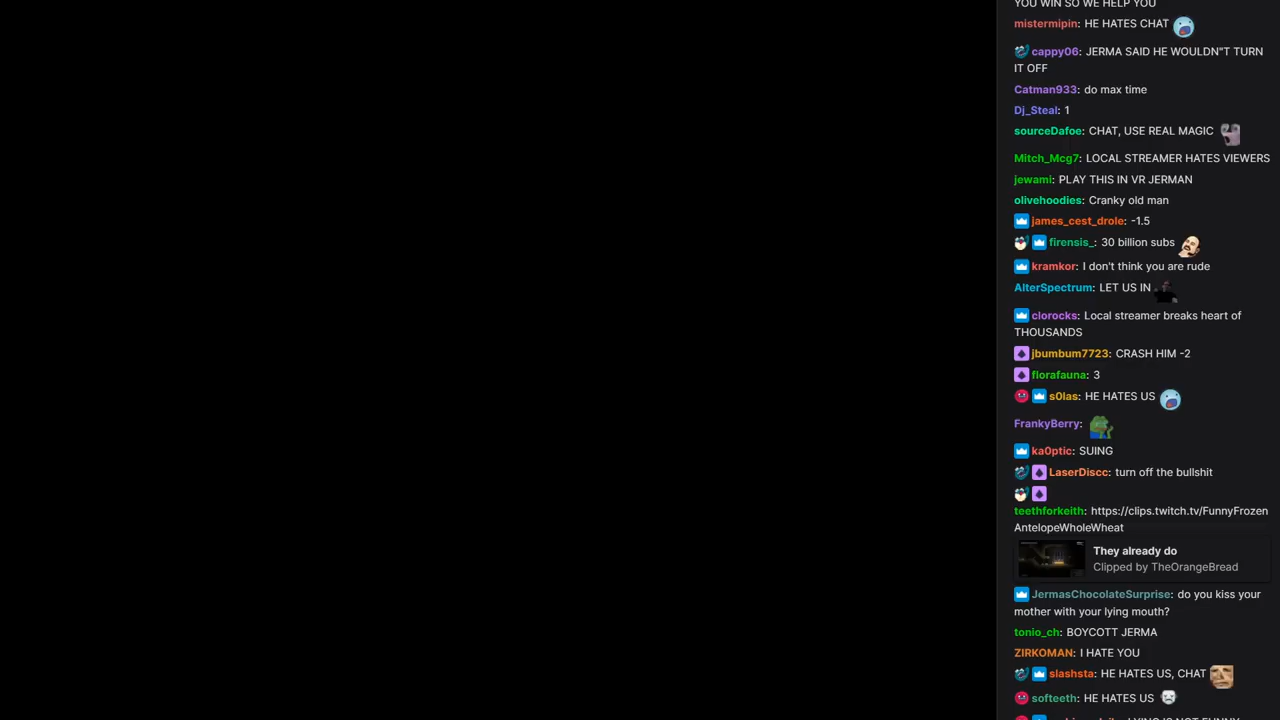 YOU WIN SO WE HELP YOU
mistermipin: HE HATES CHAT
cappy06: JERMA SAID HE WOULDN"T TURN
IT OFF
Catman933: do max time
Dj_Steal: 1
sourceDafoe: CHAT, USE REAL MAGIC
Mitch_Mcg7: LOCAL STREAMER HATES VIEWERS
jewami: PLAY THIS IN VR JERMAN
olivehoodies: Cranky old man
james_cest_drole: -1.5
firensis_: 30 billion subs
kramkor: I don't think you are rude
AlterSpectrum: LET US IN
clorocks: Local streamer breaks heart of
THOUSANDS
jbumbum7723: CRASH HIM -2
florafauna: 3
s0las: HE HATES US
FrankyBerry:
ka0ptic: SUING
LaserDiscc: turn off the bullshit
teethforkeith: https://clips.twitch.tv/FunnyFrozen
AntelopeWholeWheat
They already do
Clipped by TheOrangeBread
JermasChocolateSurprise: do you kiss your
mother with your lying mouth?
tonio_ch: BOYCOTT JERMA
ZIRKOMAN: I HATE YOU
slashsta: HE HATES US, CHAT
softeeth: HE HATES US
LYING IS NOT FUNNY